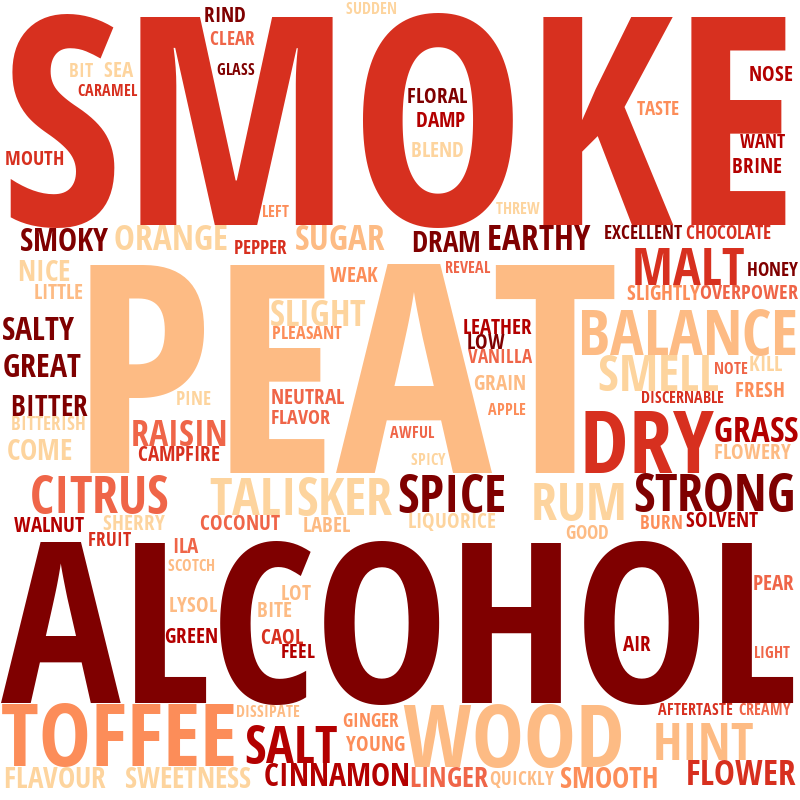 SUDDEN
RIND
SMOKE
CLEAR
BIT SEA
GLASS
NOSE
CARAMEL
FLORAL
TASTE
DAMP
WANT
BLEND
MOUTH
BRINE
LEFT
THREW
SMOKY ORANGE PEPPER SUGAR DRAM EARTHY EXCELLENT CHOCOLATE
NICE
WEAK
REVEAL
MALT HONEY
LITTLE
SLIGHTLY OVERPOWER
PEAT
SLIGHT
SALTY
PLEASANT
LEATHER
BALANCE
LOW
VANILLA
GREAT
SMELL NOTE KILL
GRAIN
FRESH
BITTER
PINE
NEUTRAL
DISCERNABLE
APPLE
BITTERISH
FLAVOR
RAISIN
AWFUL
DRY GRASS
COME
CAMPFIRE
SPICY
FLOWERY
CITRUS TALISKER SPICE RUM STRONG
WALNUT SHERRY COCONUT LABEL LIQUORICE BURN SOLVENT
FRUIT
GOOD
ILA
SCOTCH
ALCOHOL
PEAR
LYSOL
LOT
BITE
GREEN
CAOL
FEEL
AIR
LIGHT
TOFFEE DISSIPATE WOOD AFTERTASTE CREAMY
GINGER
SALT YOUNG HINT
FLAVOUR SWEETNESS CINNAMON LINGER QUICKLY SMOOTH FLOWER